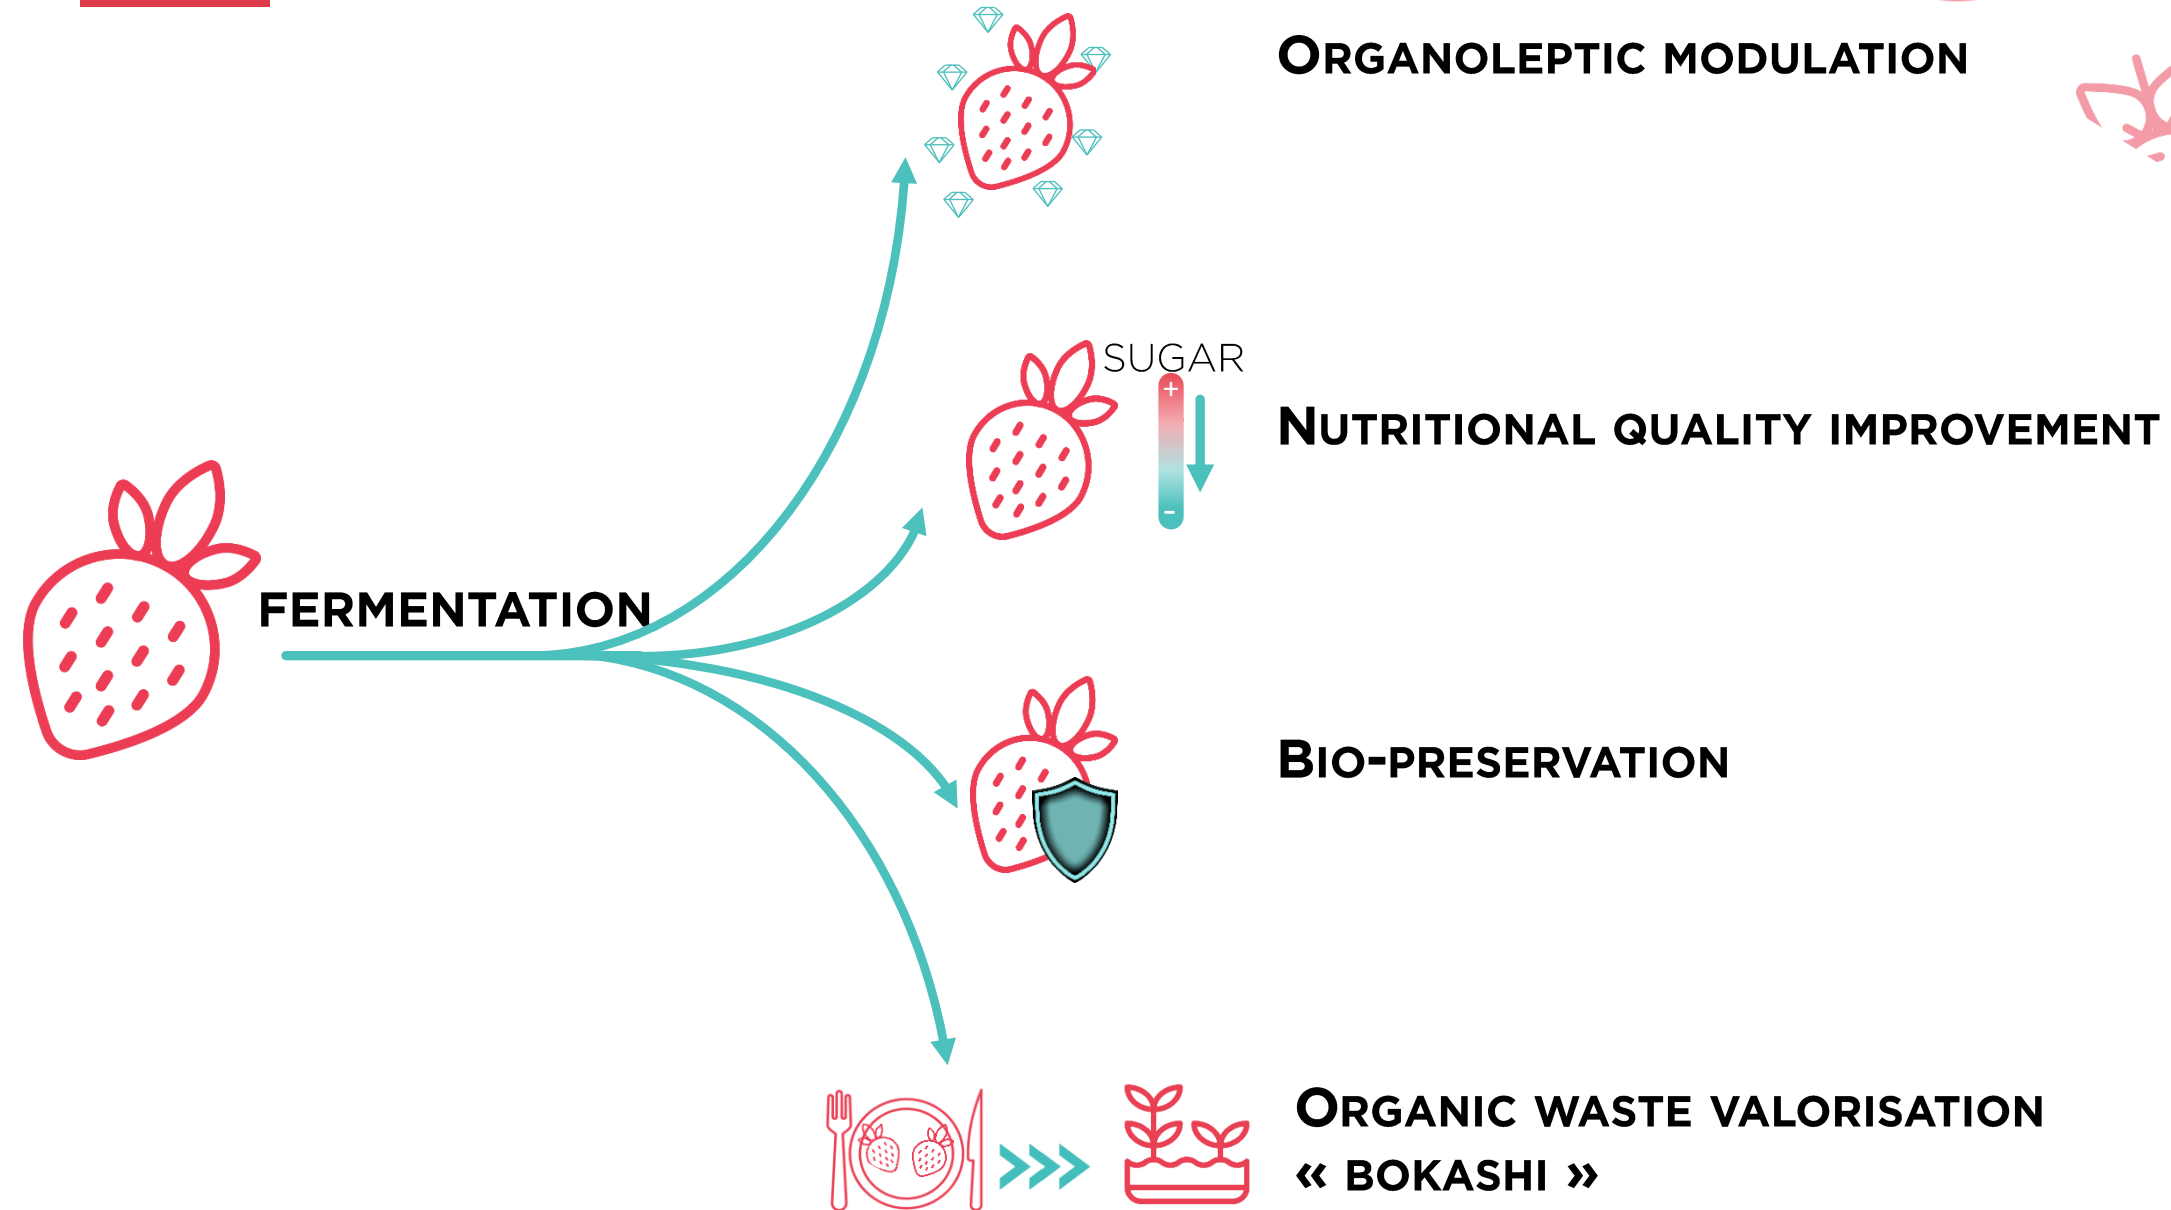 Organoleptic modulation
SUGAR
+
Nutritional quality improvement
-
FERMENTATION
Bio-preservation
Organic waste valorisation
« bokashi »